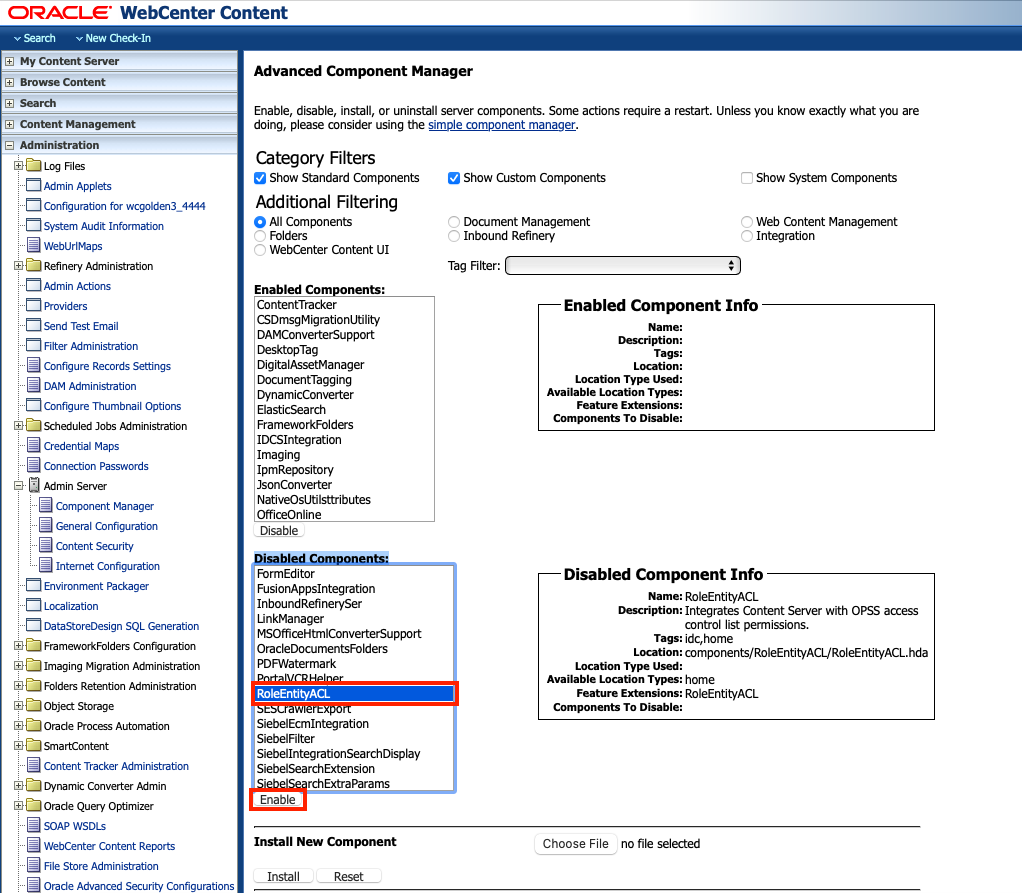 ORACLE® WebCenter Content
Search New Check-In
My Content Server
Browse Content
Search
Content Management
Administration
Log Files
Admin Applets
Configuration for wcgolden3_4444
System Audit Information
WebUrlMaps
Refinery Administration
Admin Actions
Providers
Send Test Email
Filter Administration
Configure Records Settings
DAM Administration
Configure Thumbnail Options
Scheduled Jobs Administration
Credential Maps
Connection Passwords
Admin Server
Component Manager
General Configuration
Content Security
Internet Configuration
Environment Packager
Localization
DataStoreDesign SQL Generation
FrameworkFolders Configuration
Imaging Migration Administration
Folders Retention Administration
Object Storage
Oracle Process Automation
SmartContent
Content Tracker Administration
Dynamic Converter Admin
Oracle Query Optimizer
SOAP WSDLs
WebCenter Content Reports
File Store Administration
Oracle Advanced Security Configurations
Advanced Component Manager
Enable, disable, install, or uninstall server components. Some actions require a restart. Unless you know exactly what you are
doing, please consider using the simple component manager.
Category Filters
Show Standard Components Show Custom Components Show System Components
Additional Filtering
All Components Document Management Web Content Management
Folders Inbound Refinery Integration
WebCenter Content UI
Tag Filter:
Enabled Components:
ContentTracker
CSDmsgMigrationUtility
DAMConverterSupport
DesktopTag
DigitalAssetManager
DocumentTagging
DynamicConverter
ElasticSearch
FrameworkFolders
IDCSIntegration
Imaging
IpmRepository
JsonConverter
NativeOsUtilsttributes
OfficeOnline
Disable
Enabled Component Info
Name:
Description:
Tags:
Location:
Location Type Used:
Available Location Types:
Feature Extensions:
Components To Disable:
Disabled Components:
FormEditor
FusionAppsIntegration
InboundRefinerySer
LinkManager
MSOfficeHtmlConverterSupport
OracleDocumentsFolders
PDFWatermark
PortalVCRHelper
RoleEntityACL
SESCrawlerExport
SiebelEcmIntegration
SiebelFilter
SiebelIntegrationSearchDisplay
SiebelSearchExtension
SiebelSearchExtraParams
Enable
Disabled Component Info
Name: RoleEntityACL
Description: Integrates Content Server with OPSS access
control list permissions.
Tags: idc,home
Location: components/RoleEntityACL/RoleEntityACL.hda
Location Type Used:
Available Location Types: home
Feature Extensions: RoleEntityACL
Components To Disable:
Install New Component Choose File no file selected
Install Reset